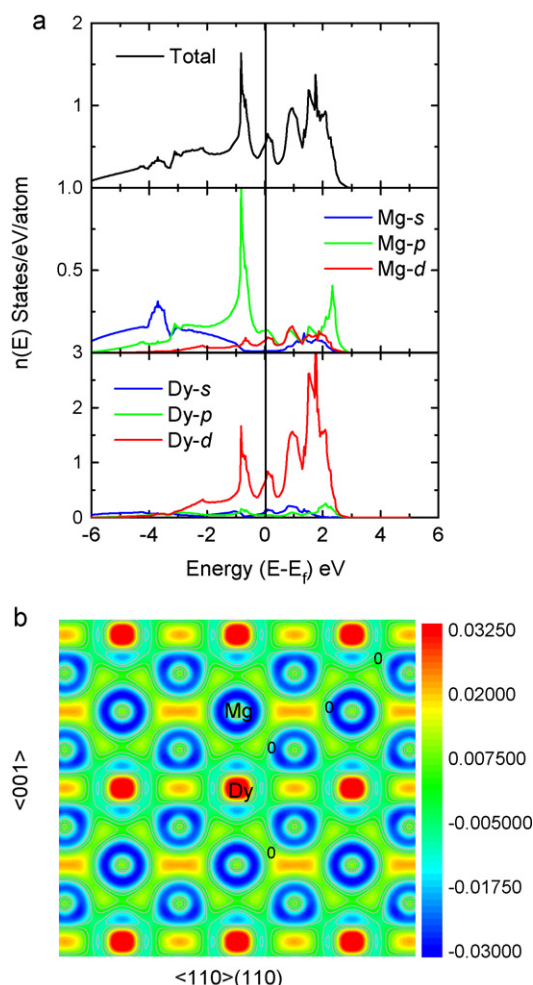 a
2
Total
1
1.0
Mg-s
Mg-p
Mg-d
0.5
3
Dy-s
Dy-p
Dy-d
2
1
0
-6 -4 -2 0 2 4 6
n(E) States/eV/atom
Energy (E-E_f) eV
b
0.03250
0.02000
0.007500
-0.005000
-0.01750
-0.03000
0
Mg
0
0
Dy
0
<001>
<110>(110)